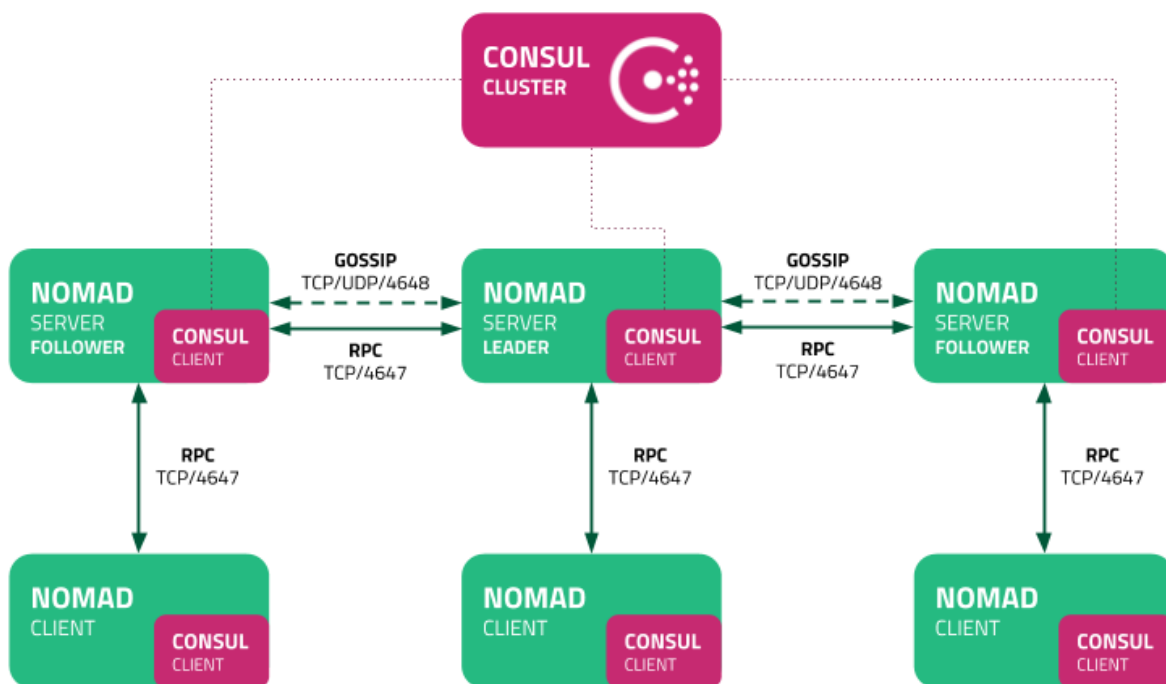 CONSUL
CLUSTER
GOSSIP
TCP/UDP/4648
GOSSIP
TCP/UDP/4648
NOMAD
SERVER
FOLLOWER
CONSUL
CLIENT
RPC
TCP/4647
NOMAD
SERVER
LEADER
CONSUL
CLIENT
RPC
TCP/4647
NOMAD
SERVER
FOLLOWER
CONSUL
CLIENT
RPC
TCP/4647
RPC
TCP/4647
RPC
TCP/4647
NOMAD
CLIENT
CONSUL
CLIENT
NOMAD
CLIENT
CONSUL
CLIENT
NOMAD
CLIENT
CONSUL
CLIENT